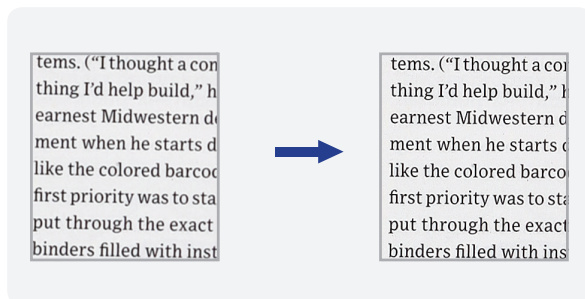 tems. (“I thought a con
thing I’d help build,” h
earnest Midwestern d
ment when he starts d
like the colored barco
first priority was to sta
put through the exact
binders filled with inst
tems. (“I thought a co
thing I’d help build,” h
earnest Midwestern d
ment when he starts
like the colored barco
first priority was to sta
put through the exact
binders filled with ins